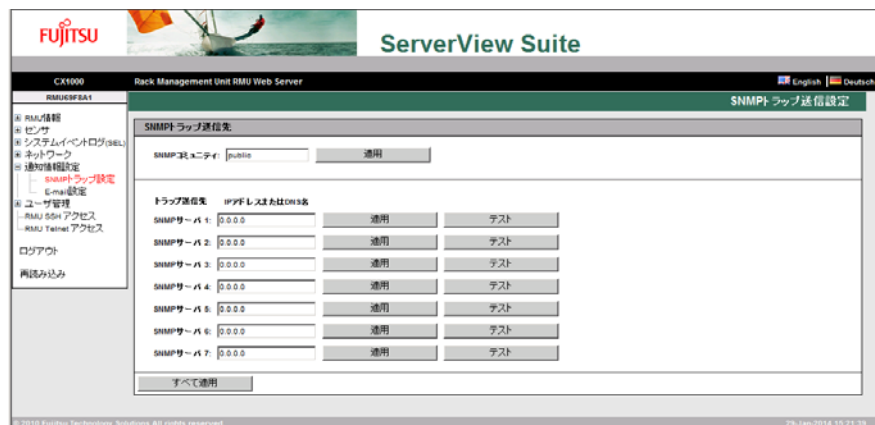 FUJITSU
ServerView Suite
CX1000 Rack Management Unit RMU Web Server English Deutsch
RMU69F8A1
SNMPトラップ送信設定
RMU情報
センサ
システムイベントログ(SEL)
ネットワーク
通知情報設定
SNMPトラップ設定
E-mail設定
ユーザ管理
RMU SSH アクセス
RMU Telnet アクセス
ログアウト
再読み込み
SNMPトラップ送信先
SNMPコミュニティ: public 適用
トラップ送信先 IPアドレスまたはDNS名
SNMPサーバ 1: 0.0.0.0 適用 テスト
SNMPサーバ 2: 0.0.0.0 適用 テスト
SNMPサーバ 3: 0.0.0.0 適用 テスト
SNMPサーバ 4: 0.0.0.0 適用 テスト
SNMPサーバ 5: 0.0.0.0 適用 テスト
SNMPサーバ 6: 0.0.0.0 適用 テスト
SNMPサーバ 7: 0.0.0.0 適用 テスト
すべて適用
© 2010 Fujitsu Technology Solutions All rights reserved 29-Jan-2014 15:21:39